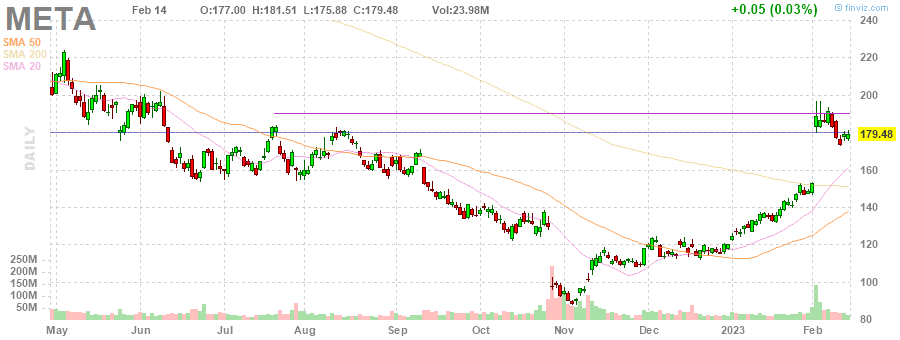 META Feb 14 O:177.00 H:181.51 L:175.88 C:179.48 Vol:23.98M +0.05 (0.03%) © finviz.com
SMA 50
SMA 200
SMA 20
DAILY
240
220
200
179.48
160
140
120
100
80
250M
200M
150M
100M
50M
May Jun Jul Aug Sep Oct Nov Dec 2023 Feb